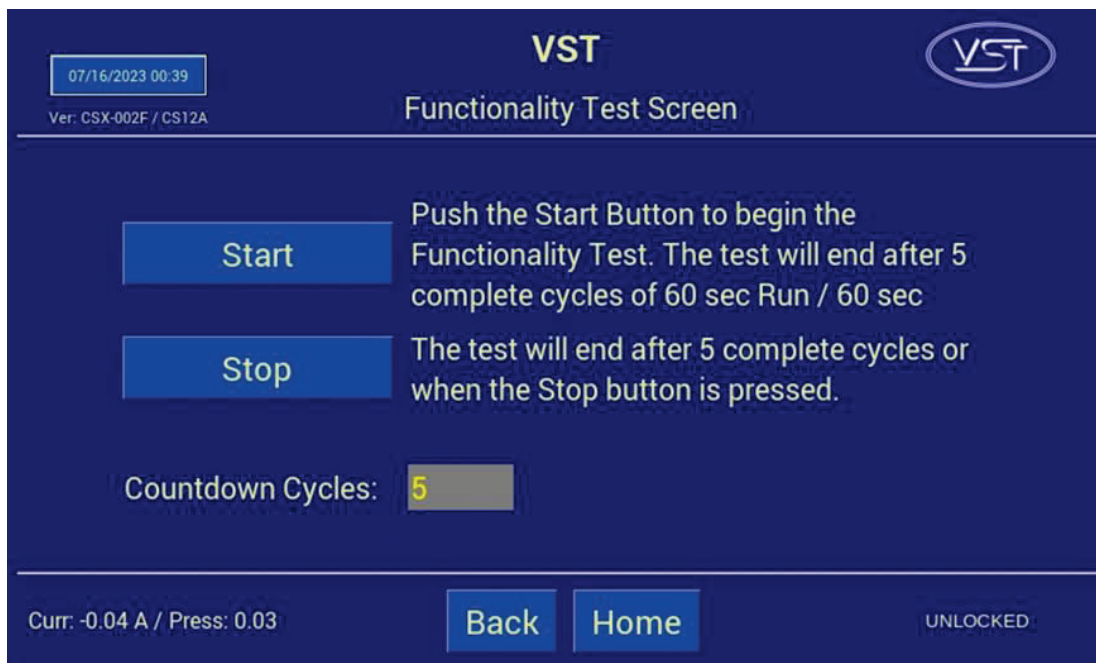 VST
VST
07/16/2023 00:39
Ver: CSX-002F / CS12A
Functionality Test Screen
Start
Push the Start Button to begin the
Functionality Test. The test will end after 5
complete cycles of 60 sec Run / 60 sec
Stop
The test will end after 5 complete cycles or
when the Stop button is pressed.
Countdown Cycles: 5
Curr: -0.04 A / Press: 0.03
Back
Home
UNLOCKED